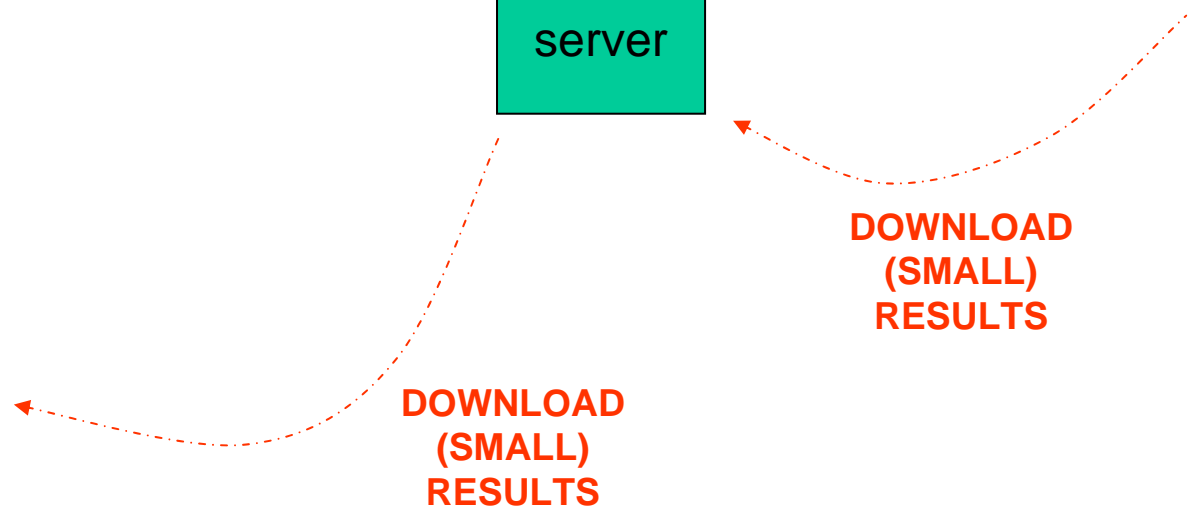 server
DOWNLOAD
(SMALL)
RESULTS
DOWNLOAD
(SMALL)
RESULTS